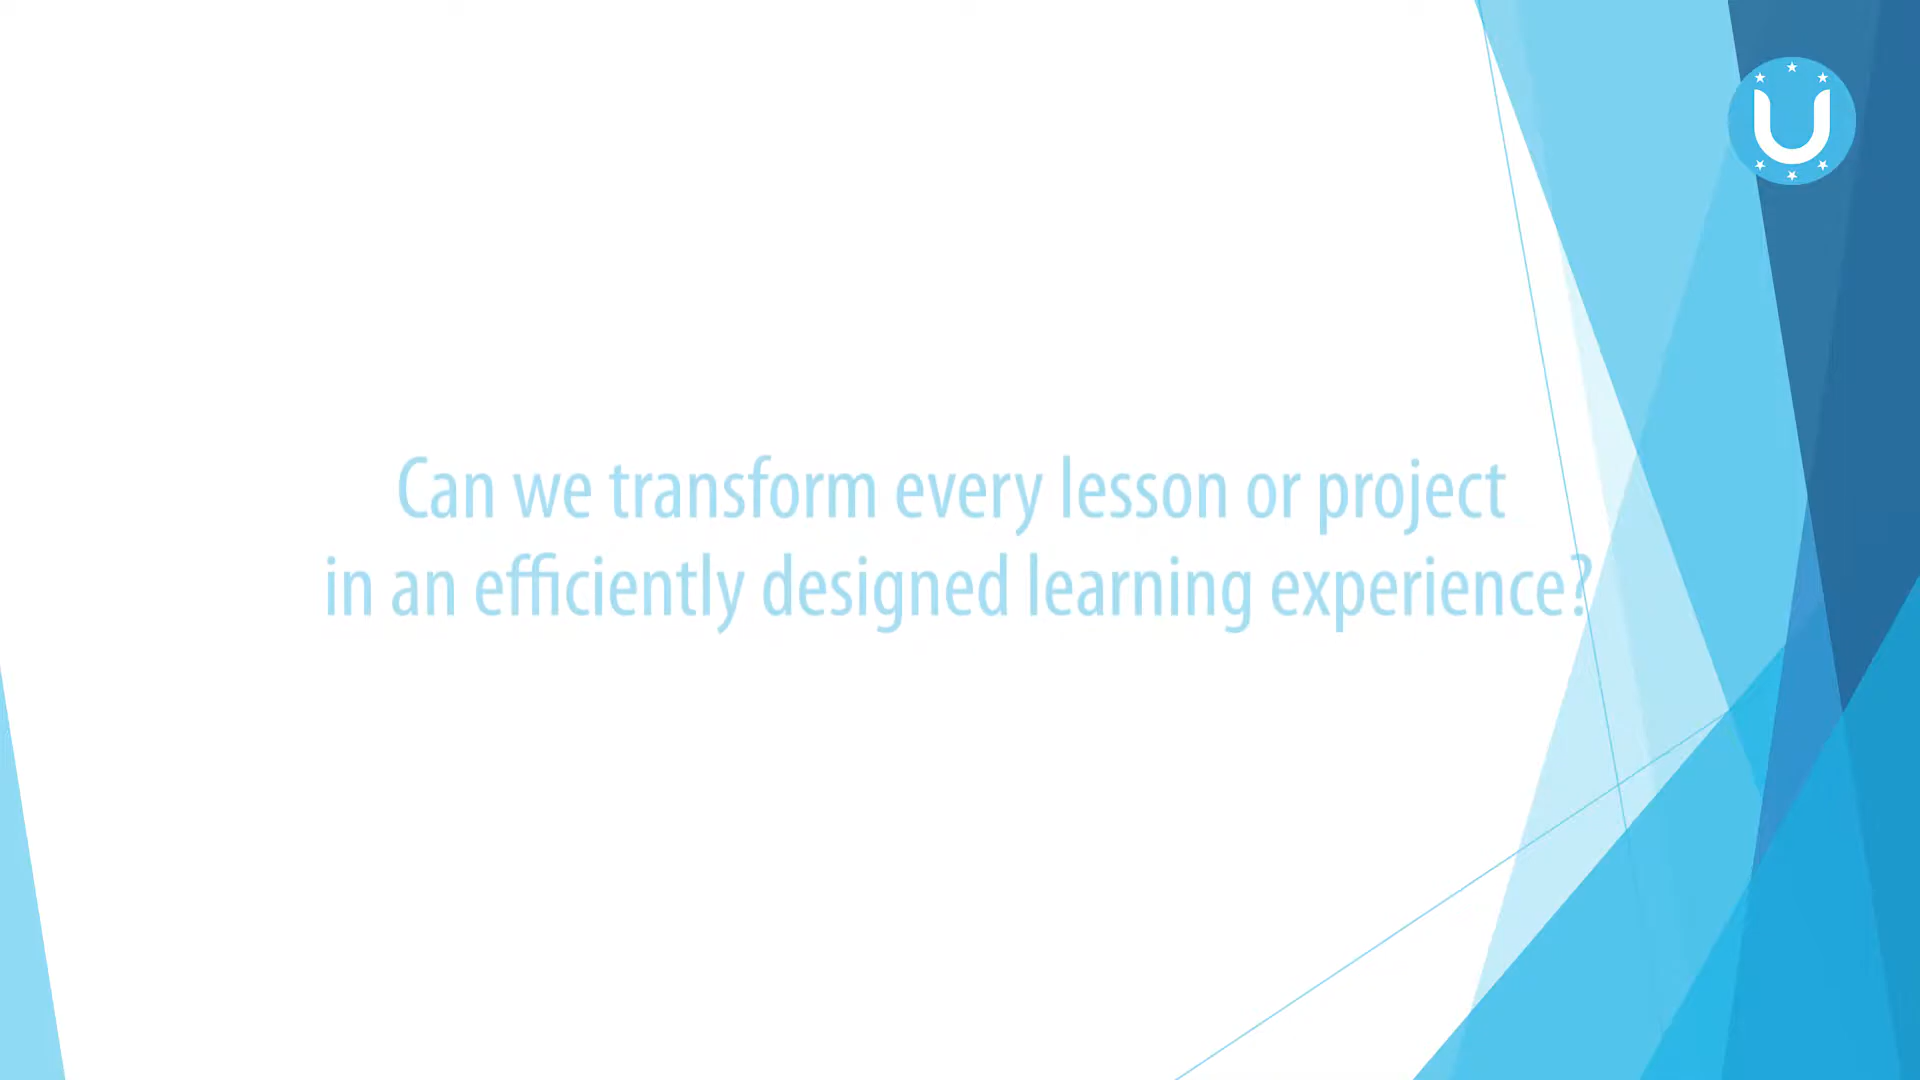 U
Can we transform every lesson or project
in an efficiently designed learning experience?